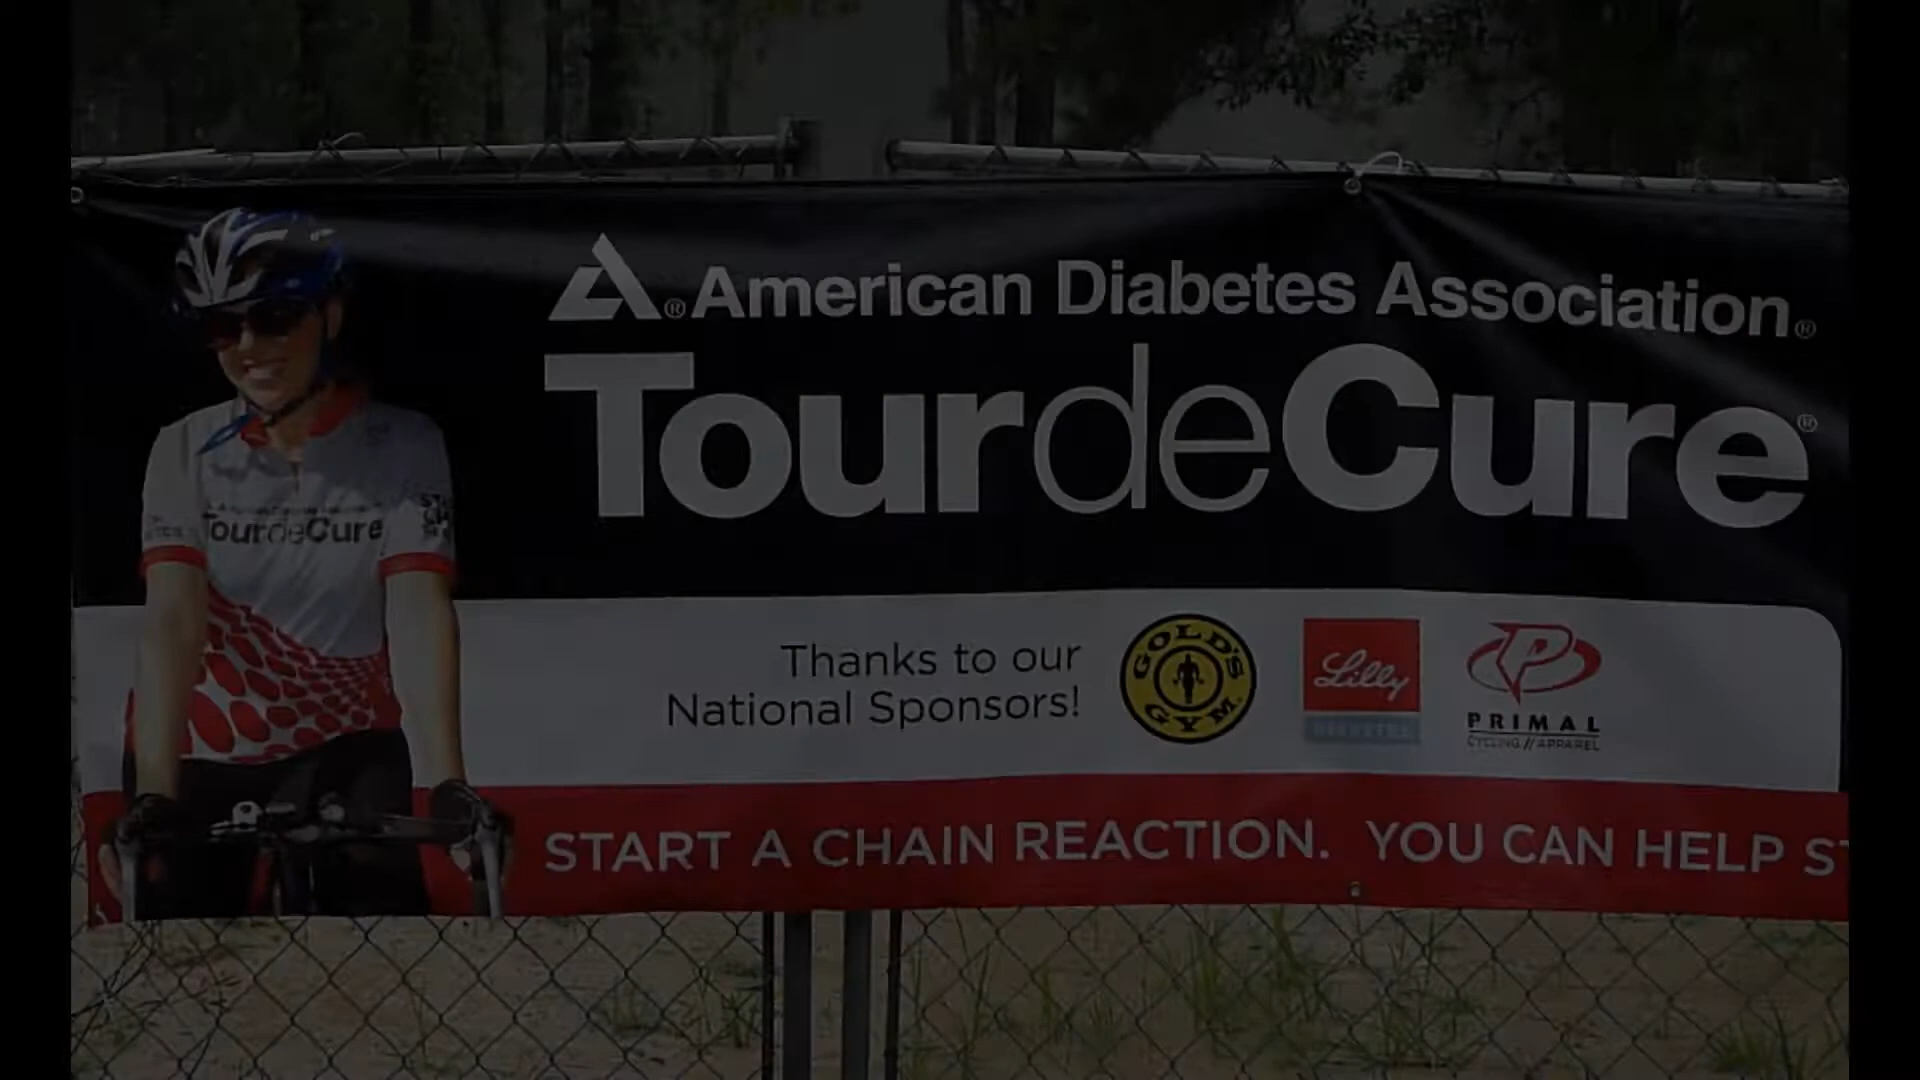 ® American Diabetes Association®
TourdeCure®
TourdeCure
Thanks to our
National Sponsors!
GOLD'S GYM
Lilly
DIABETES
PRIMAL
CYCLING // APPAREL
START A CHAIN REACTION. YOU CAN HELP